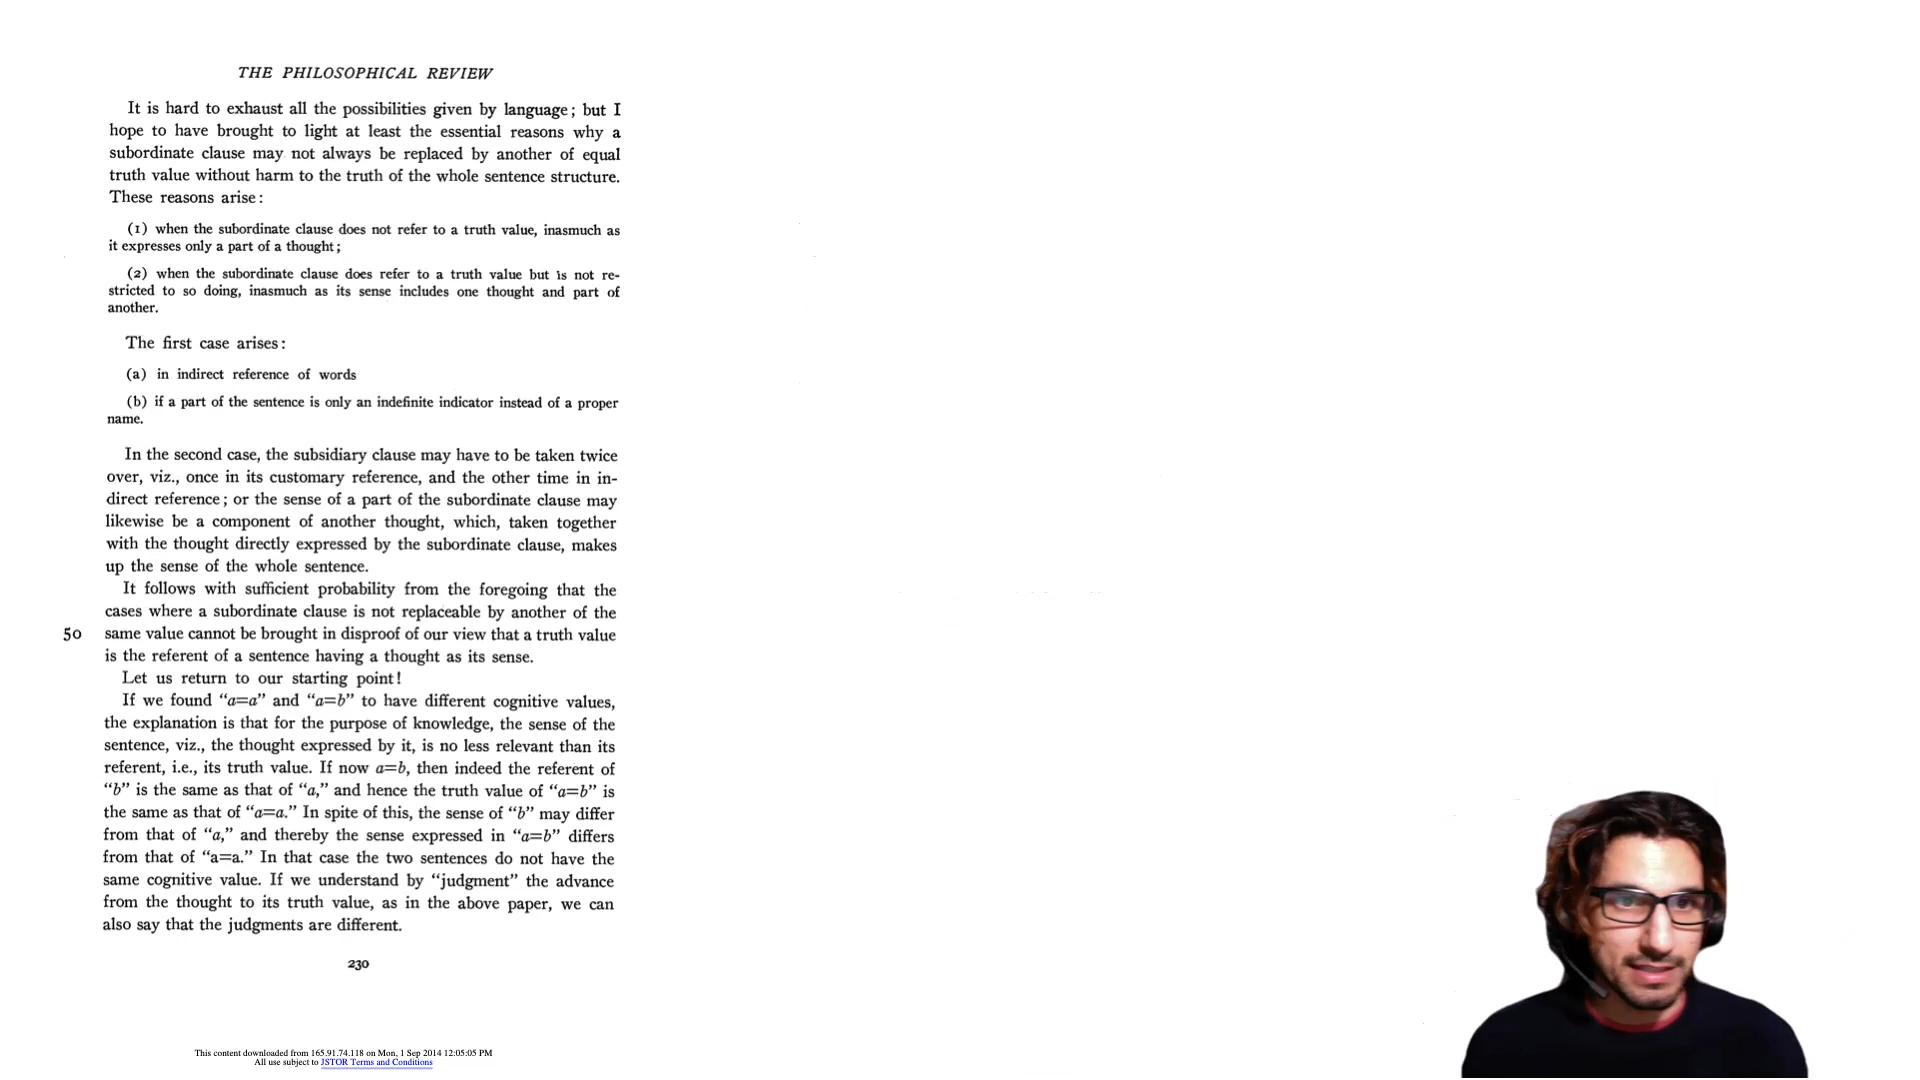 THE PHILOSOPHICAL REVIEW
It is hard to exhaust all the possibilities given by language; but I
hope to have brought to light at least the essential reasons why a
subordinate clause may not always be replaced by another of equal
truth value without harm to the truth of the whole sentence structure.
These reasons arise:
(1) when the subordinate clause does not refer to a truth value, inasmuch as
it expresses only a part of a thought;
(2) when the subordinate clause does refer to a truth value but is not re-
stricted to so doing, inasmuch as its sense includes one thought and part of
another.
The first case arises:
(a) in indirect reference of words
(b) if a part of the sentence is only an indefinite indicator instead of a proper
name.
In the second case, the subsidiary clause may have to be taken twice
over, viz., once in its customary reference, and the other time in in-
direct reference; or the sense of a part of the subordinate clause may
likewise be a component of another thought, which, taken together
with the thought directly expressed by the subordinate clause, makes
up the sense of the whole sentence.
It follows with sufficient probability from the foregoing that the
cases where a subordinate clause is not replaceable by another of the
50 same value cannot be brought in disproof of our view that a truth value
is the referent of a sentence having a thought as its sense.
Let us return to our starting point!
If we found “a=a” and “a=b” to have different cognitive values,
the explanation is that for the purpose of knowledge, the sense of the
sentence, viz., the thought expressed by it, is no less relevant than its
referent, i.e., its truth value. If now a=b, then indeed the referent of
“b” is the same as that of “a,” and hence the truth value of “a=b” is
the same as that of “a=a.” In spite of this, the sense of “b” may differ
from that of “a,” and thereby the sense expressed in “a=b” differs
from that of “a=a.” In that case the two sentences do not have the
same cognitive value. If we understand by “judgment” the advance
from the thought to its truth value, as in the above paper, we can
also say that the judgments are different.
230
This content downloaded from 165.91.74.118 on Mon, 1 Sep 2014 12:05:05 PM
All use subject to JSTOR Terms and Conditions